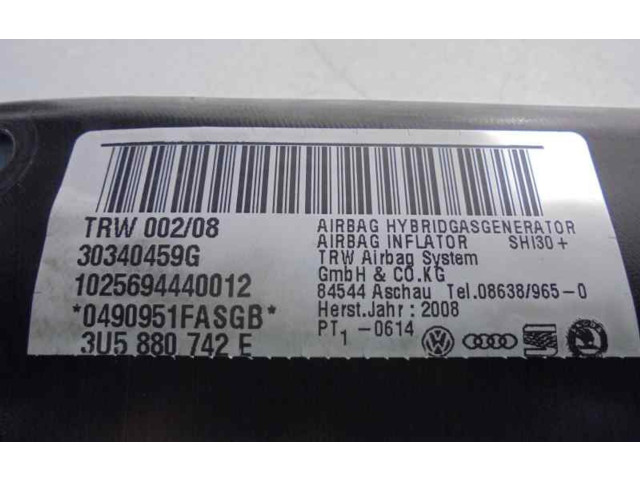 TRW 002/08
30340459G
1025694440012
*0490951FASGB*
3U5 880 742 E
AIRBAG HYBRIDGASGENERATOR
AIRBAG INFLATOR SHI30+
TRW Airbag System
GmbH & CO.KG
84544 Aschau Tel.08638/965-0
Herst.Jahr: 2008
PT1-0614